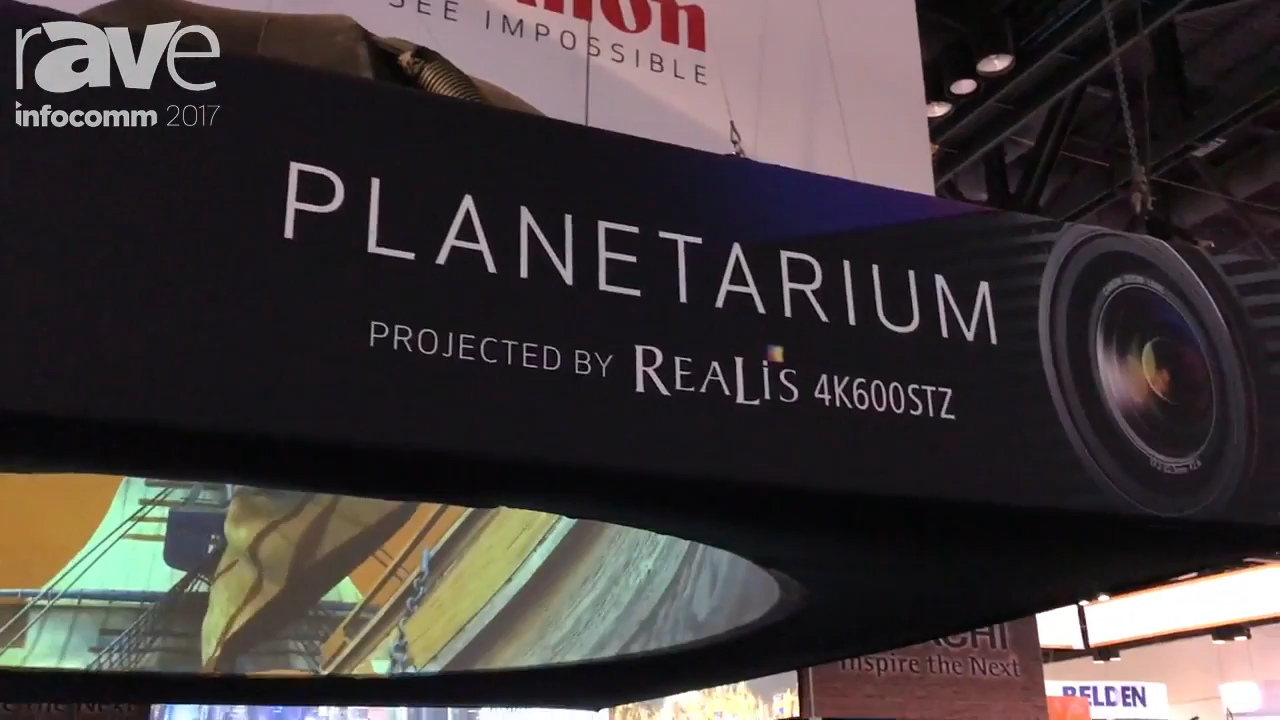 rave
infocomm 2017
SEE IMPOSSIBLE
PLANETARIUM
PROJECTED BY REALiS 4K600STZ
Inspire the Next
BELDEN